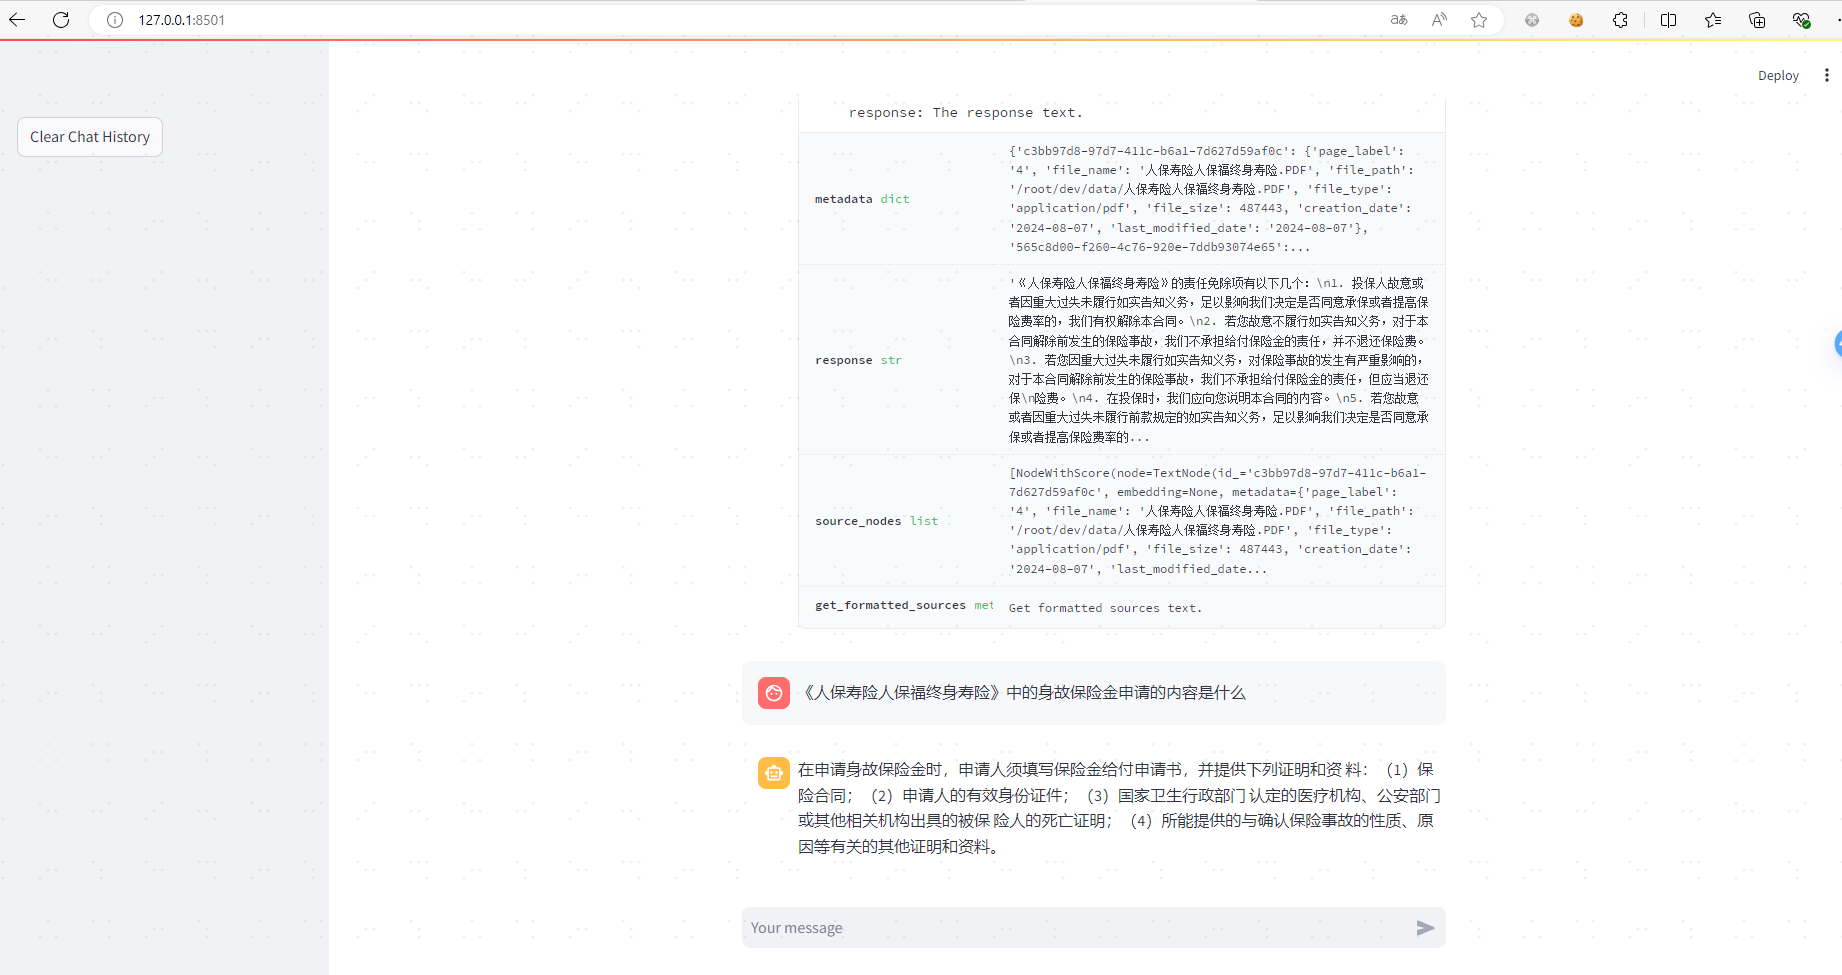 127.0.0.1:8501
Deploy
Clear Chat History
response: The response text.
metadata dict
{'c3bb97d8-97d7-411c-b6a1-7d627d59af0c': {'page_label':
'4', 'file_name': '人保寿险人保福终身寿险.PDF', 'file_path':
'/root/dev/data/人保寿险人保福终身寿险.PDF', 'file_type':
'application/pdf', 'file_size': 487443, 'creation_date':
'2024-08-07', 'last_modified_date': '2024-08-07'},
'565c8d00-f260-4c76-920e-7ddb93074e65':...
response str
'《人保寿险人保福终身寿险》的责任免除项有以下几个：\n1. 投保人故意或
者因重大过失未履行如实告知义务，足以影响我们决定是否同意承保或者提高保
险费率的，我们有权解除本合同。\n2. 若您故意不履行如实告知义务，对于本
合同解除前发生的保险事故，我们不承担给付保险金的责任，并不退还保险费。
\n3. 若您因重大过失未履行如实告知义务，对保险事故的发生有严重影响的，
对于本合同解除前发生的保险事故，我们不承担给付保险金的责任，但应当退还
保\n险费。\n4. 在投保时，我们应向您说明本合同的内容。\n5. 若您故意
或者因重大过失未履行前款规定的如实告知义务，足以影响我们决定是否同意承
保或者提高保险费率的...
source_nodes list
[NodeWithScore(node=TextNode(id_='c3bb97d8-97d7-411c-b6a1-
7d627d59af0c', embedding=None, metadata={'page_label':
'4', 'file_name': '人保寿险人保福终身寿险.PDF', 'file_path':
'/root/dev/data/人保寿险人保福终身寿险.PDF', 'file_type':
'application/pdf', 'file_size': 487443, 'creation_date':
'2024-08-07', 'last_modified_date...
get_formatted_sources met
Get formatted sources text.
《人保寿险人保福终身寿险》中的身故保险金申请的内容是什么
在申请身故保险金时，申请人须填写保险金给付申请书，并提供下列证明和资 料：（1）保
险合同；（2）申请人的有效身份证件；（3）国家卫生行政部门 认定的医疗机构、公安部门
或其他相关机构出具的被保 险人的死亡证明；（4）所能提供的与确认保险事故的性质、原
因等有关的其他证明和资料。
Your message